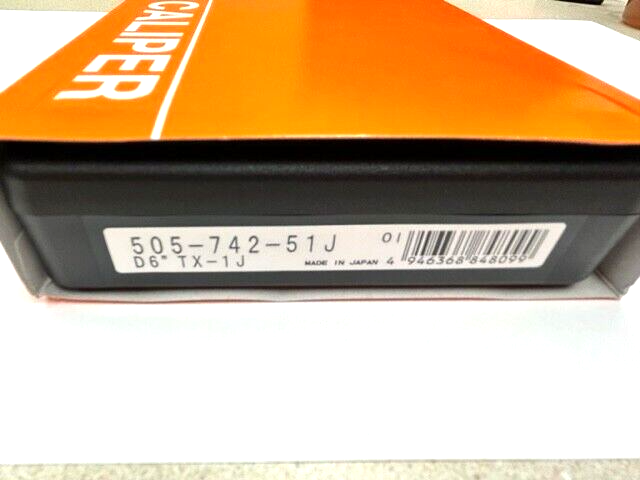 CALIPER
505-742-51J
D6" TX-1J
MADE IN JAPAN
01
4 946368 848099